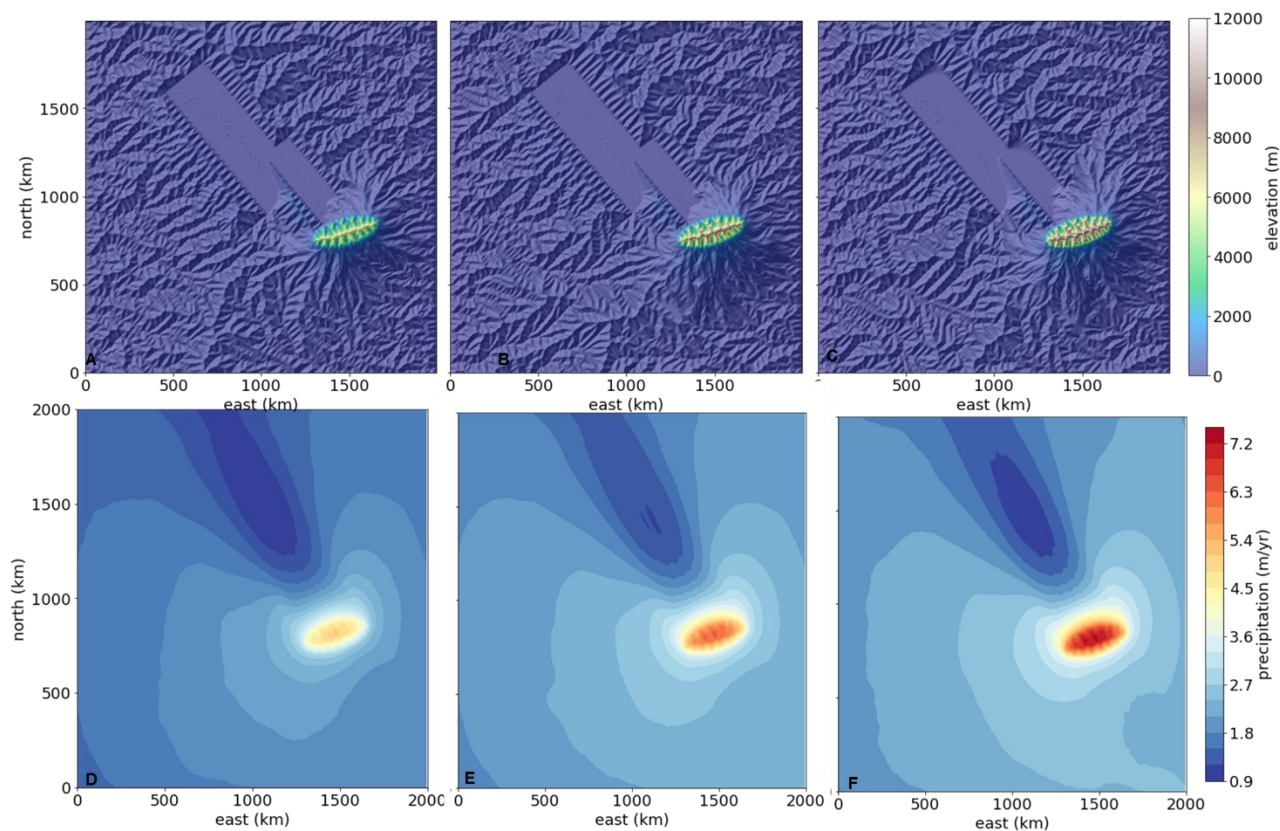 12000
10000
8000
6000
4000
2000
0
elevation (m)
north (km)
1500
1000
500
0
A
B
C
0 500 1000 1500
0 500 1000 1500
500 1000 1500
east (km)
east (km)
east (km)
2000
1500
1000
500
0
north (km)
D
E
F
0 500 1000 1500 2000
0 500 1000 1500 2000
0 500 1000 1500 2000
east (km)
east (km)
east (km)
7.2
6.3
5.4
4.5
3.6
2.7
1.8
0.9
precipitation (m/yr)